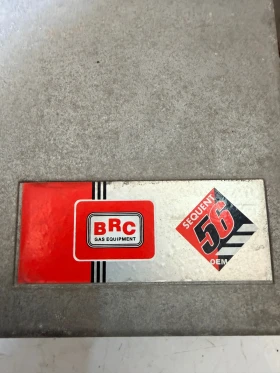 BRC
GAS EQUIPMENT
SEQUENT
56
OEM